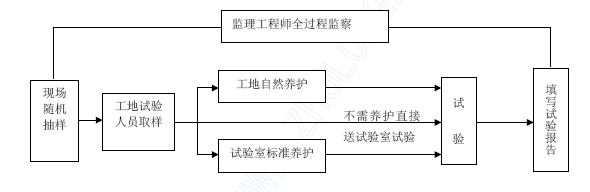 监理工程师全过程监察
现场
随机
抽样
工地试验
人员取样
工地自然养护
不需养护直接
送试验室试验
试验室标准养护
试
验
填写试验报告